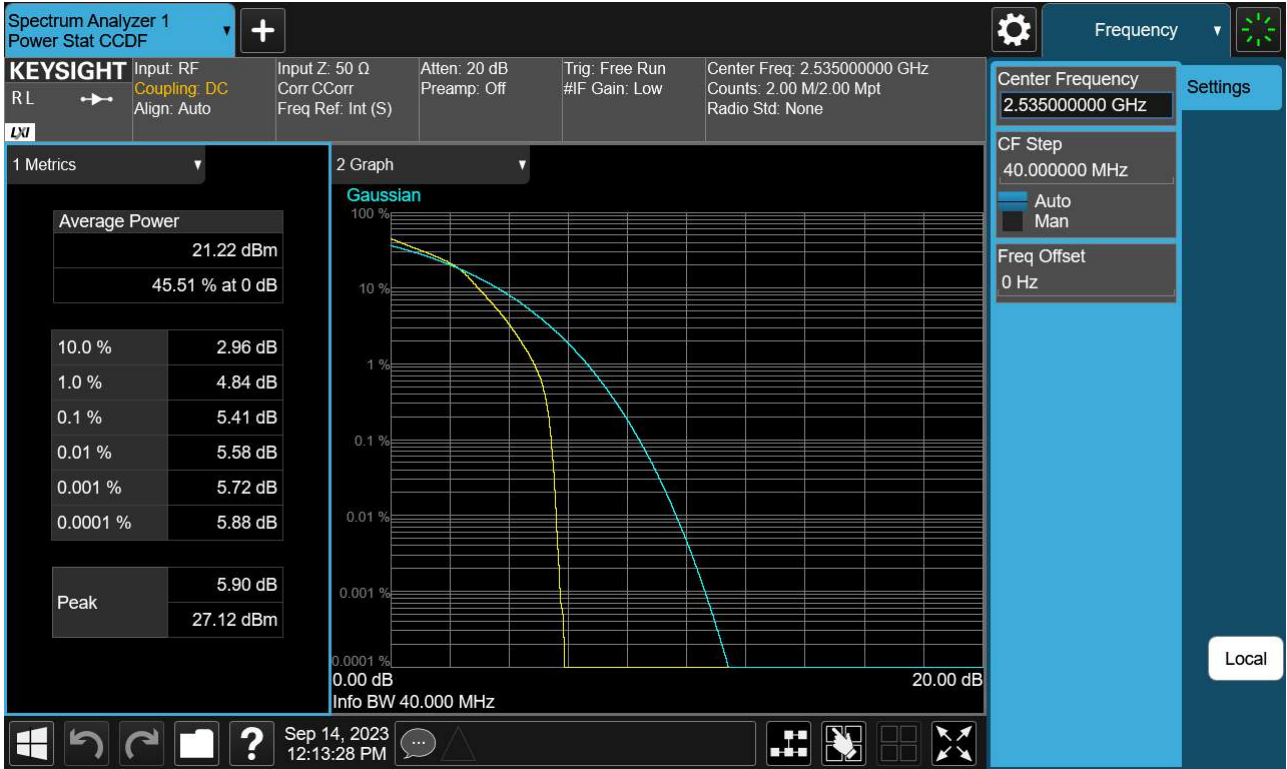 Spectrum Analyzer 1
Power Stat CCDF
+
Frequency
KEYSIGHT
R L
LXI
Input: RF
Coupling: DC
Align: Auto
Input Z: 50 Ω
Corr CCorr
Freq Ref: Int (S)
Atten: 20 dB
Preamp: Off
Trig: Free Run
#IF Gain: Low
Center Freq: 2.535000000 GHz
Counts: 2.00 M/2.00 Mpt
Radio Std: None
Center Frequency
2.535000000 GHz
Settings
CF Step
40.000000 MHz
Auto
Man
Freq Offset
0 Hz
Local
1 Metrics
Average Power
21.22 dBm
45.51 % at 0 dB
10.0 % 2.96 dB
1.0 % 4.84 dB
0.1 % 5.41 dB
0.01 % 5.58 dB
0.001 % 5.72 dB
0.0001 % 5.88 dB
Peak
5.90 dB
27.12 dBm
2 Graph
Gaussian
100 %
10 %
1 %
0.1 %
0.01 %
0.001 %
0.0001 %
0.00 dB 20.00 dB
Info BW 40.000 MHz
?
Sep 14, 2023
12:13:28 PM